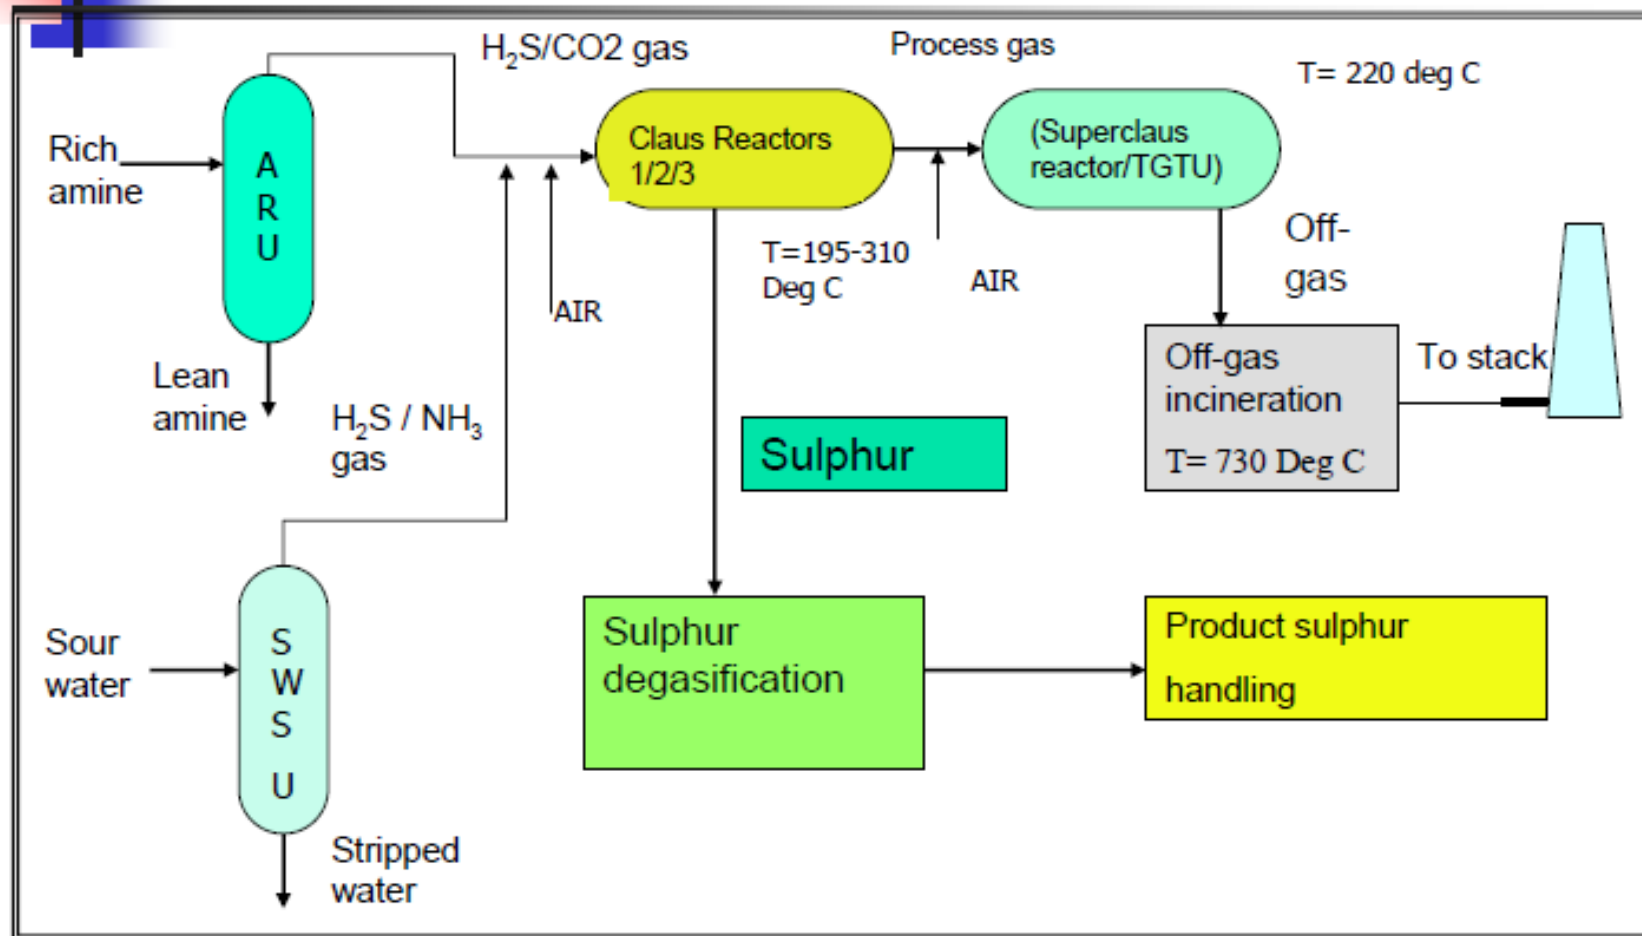 H₂S/CO2 gas
Process gas
T= 220 deg C
Rich
amine
A
R
U
Claus Reactors
1/2/3
(Superclaus
reactor/TGTU)
T=195-310
Deg C
AIR
AIR
Off-
gas
Lean
amine
H₂S / NH₃
gas
Sulphur
Off-gas
incineration
T= 730 Deg C
To stack
Sour
water
S
W
S
U
Sulphur
degasification
Product sulphur
handling
Stripped
water